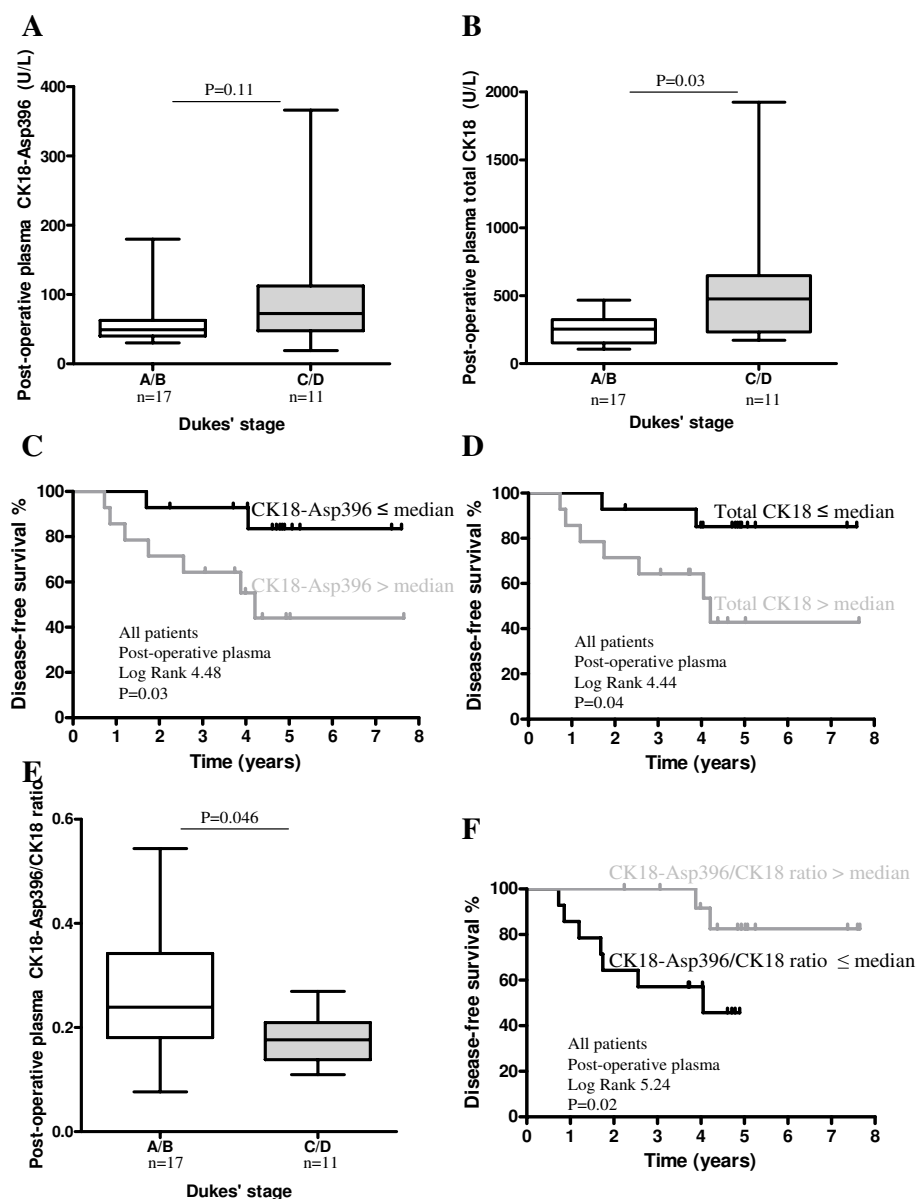 A
Post-operative plasma CK18-Asp396 (U/L)
400
300
200
100
0
P=0.11
A/B
n=17
C/D
n=11
Dukes' stage
B
Post-operative plasma total CK18 (U/L)
2000
1500
1000
500
0
P=0.03
A/B
n=17
C/D
n=11
Dukes' stage
C
Disease-free survival %
100
80
60
40
20
0
CK18-Asp396 ≤ median
CK18-Asp396 > median
All patients
Post-operative plasma
Log Rank 4.48
P=0.03
0 1 2 3 4 5 6 7 8
Time (years)
D
Disease-free survival %
100
80
60
40
20
0
Total CK18 ≤ median
Total CK18 > median
All patients
Post-operative plasma
Log Rank 4.44
P=0.04
0 1 2 3 4 5 6 7 8
Time (years)
E
Post-operative plasma CK18-Asp396/CK18 ratio
0.6
0.4
0.2
0.0
P=0.046
A/B
n=17
C/D
n=11
Dukes' stage
F
Disease-free survival %
100
80
60
40
20
0
CK18-Asp396/CK18 ratio > median
CK18-Asp396/CK18 ratio ≤ median
All patients
Post-operative plasma
Log Rank 5.24
P=0.02
0 1 2 3 4 5 6 7 8
Time (years)